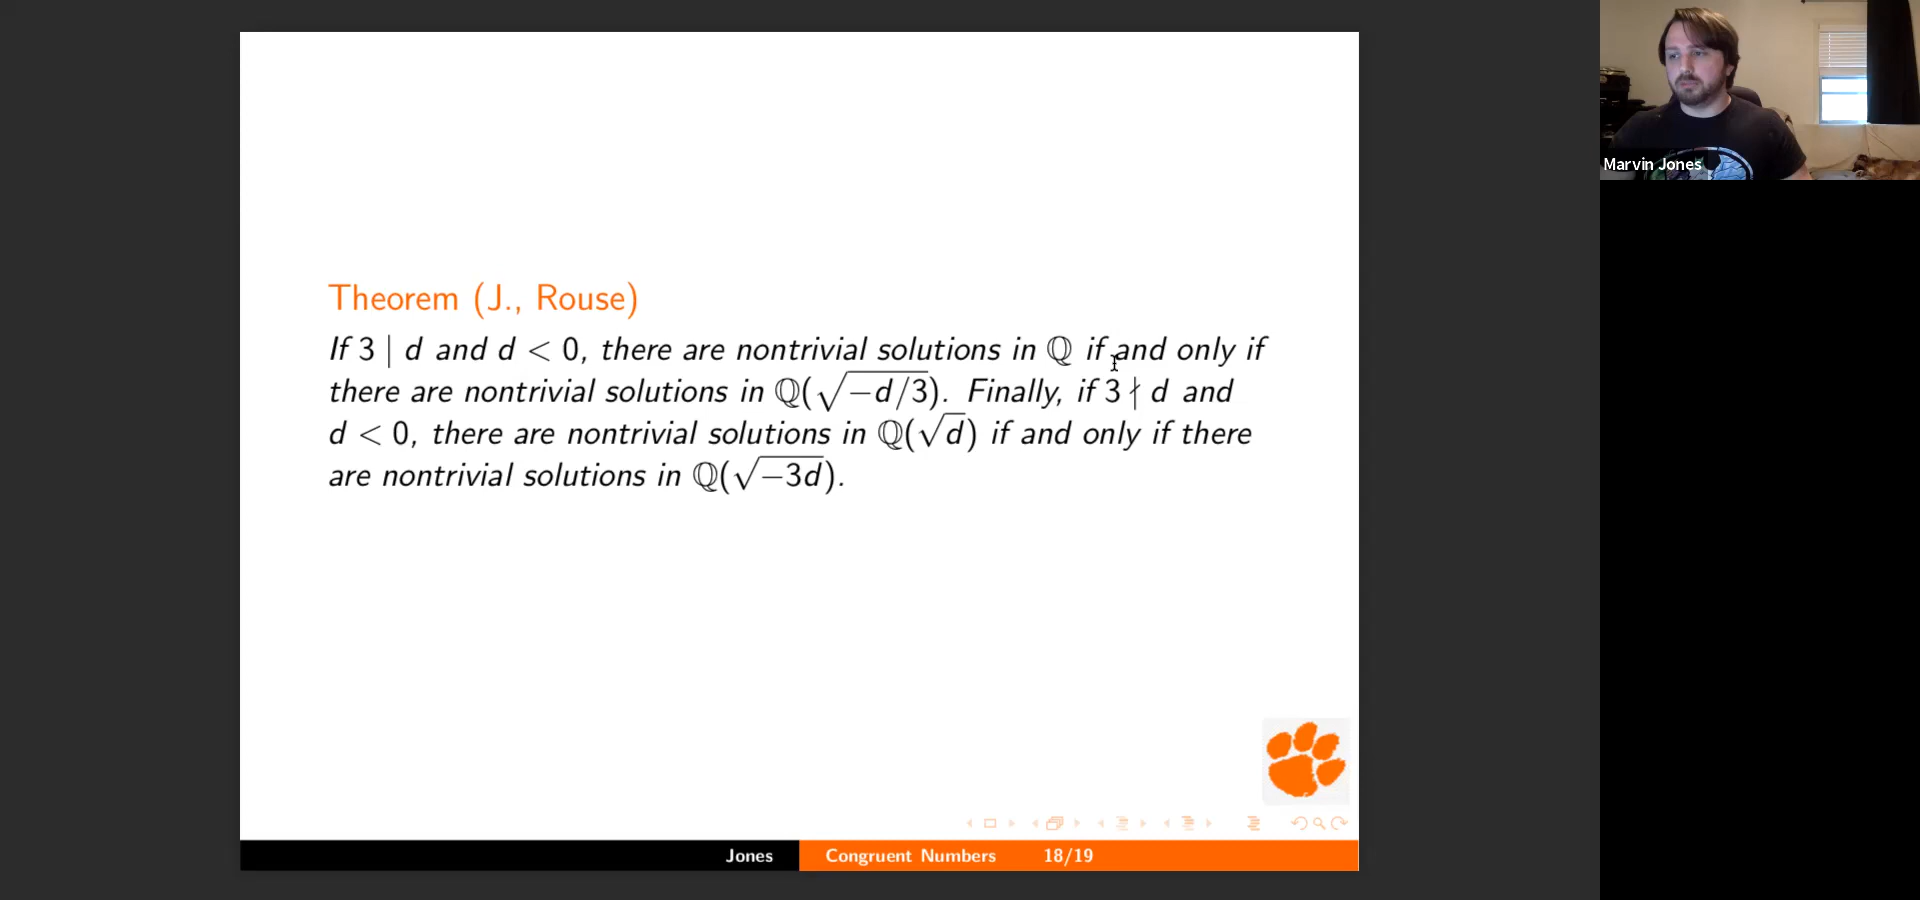 Theorem (J., Rouse)
If 3 | d and d < 0, there are nontrivial solutions in ℚ if and only if
there are nontrivial solutions in ℚ(√−d/3). Finally, if 3 ∤ d and
d < 0, there are nontrivial solutions in ℚ(√d) if and only if there
are nontrivial solutions in ℚ(√−3d).
Jones Congruent Numbers 18/19
Marvin Jones